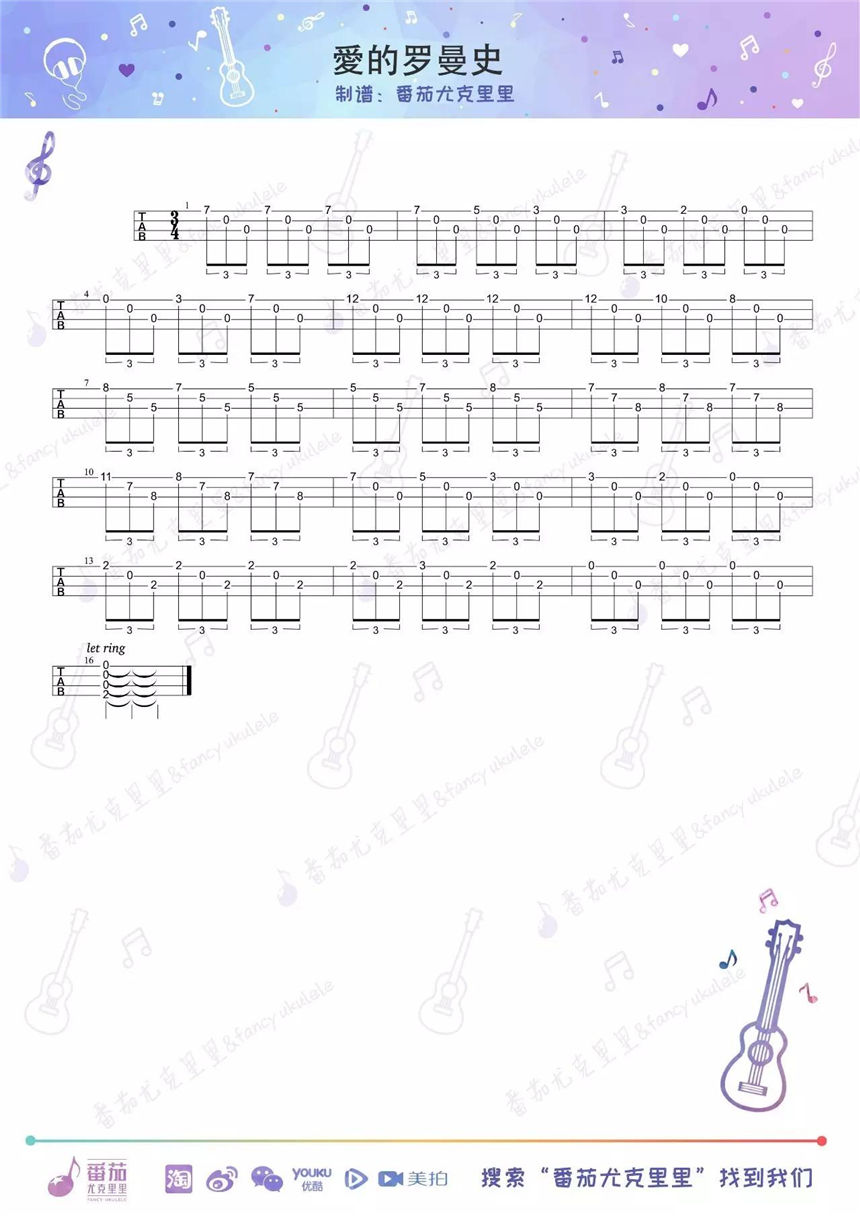 愛的罗曼史
制谱：番茄尤克里里
1 7 0 0 7 0 0 7 0 0 7 0 0 5 0 0 3 0 0 3 0 0 2 0 0 0 0 0
TAB 3/4
3 3 3 3 3 3 3 3 3
4 0 0 0 3 0 0 7 0 0 12 0 0 12 0 0 12 0 0 12 0 0 10 0 0 8 0 0
TAB
3 3 3 3 3 3 3 3 3
7 8 5 5 7 5 5 5 5 5 5 5 5 7 5 5 8 5 5 7 7 8 8 7 8 7 7 8
TAB
3 3 3 3 3 3 3 3 3
10 11 7 8 8 7 8 7 7 8 7 0 0 5 0 0 3 0 0 3 0 0 2 0 0 0 0 0
TAB
3 3 3 3 3 3 3 3 3
13 2 0 2 2 0 2 2 0 2 2 0 2 3 0 2 2 0 2 0 0 0 0 0 0 0 0 0
TAB
3 3 3 3 3 3 3 3 3
let ring
16 0 0 0 2
TAB
番茄尤克里里&fancy ukulele
番茄
尤克里里
FANCY UKULELE
淘
YOUKU
优酷
美拍
搜索“番茄尤克里里”找到我们